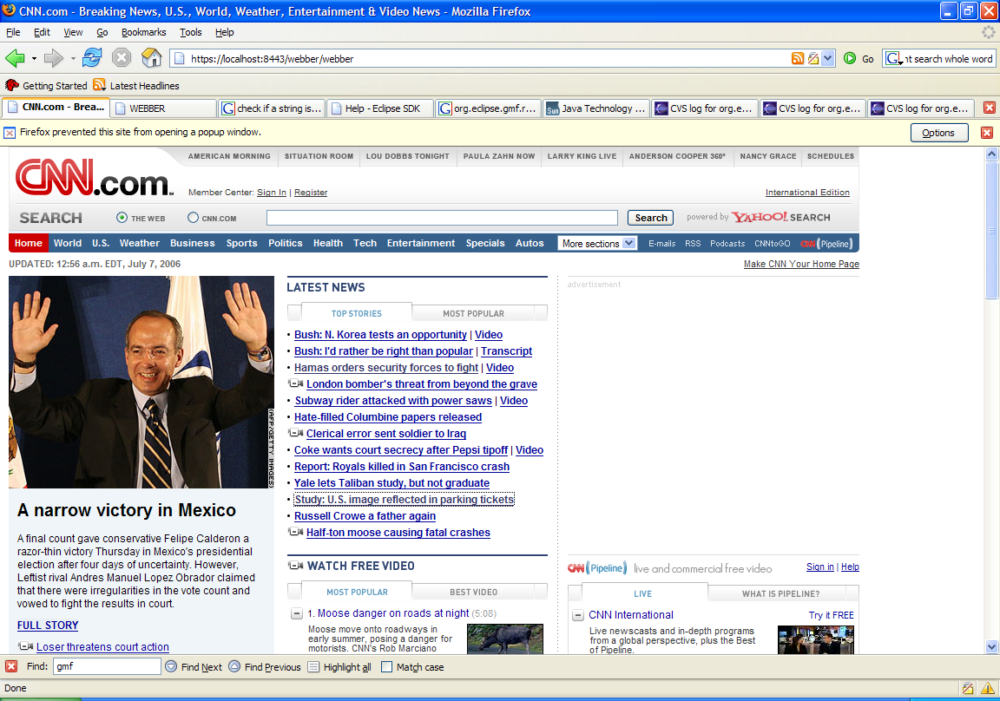 CNN.com - Breaking News, U.S., World, Weather, Entertainment & Video News - Mozilla Firefox
File Edit View Go Bookmarks Tools Help
https://localhost:8443/webber/webber Go nt search whole word
Getting Started Latest Headlines
CNN.com - Brea... WEBBER check if a string is... Help - Eclipse SDK org.eclipse.gmf.r... Java Technology ... CVS log for org.e... CVS log for org.e... CVS log for org.e...
Firefox prevented this site from opening a popup window. Options
AMERICAN MORNING SITUATION ROOM LOU DOBBS TONIGHT PAULA ZAHN NOW LARRY KING LIVE ANDERSON COOPER 360° NANCY GRACE SCHEDULES
CNN.com
Member Center: Sign In | Register International Edition
SEARCH THE WEB CNN.COM Search powered by YAHOO! SEARCH
Home World U.S. Weather Business Sports Politics Health Tech Entertainment Specials Autos More sections E-mails RSS Podcasts CNNtoGO CNN Pipeline
UPDATED: 12:56 a.m. EDT, July 7, 2006 Make CNN Your Home Page
(AFP/GETTY IMAGES)
A narrow victory in Mexico
A final count gave conservative Felipe Calderon a
razor-thin victory Thursday in Mexico's presidential
election after four days of uncertainty. However,
Leftist rival Andres Manuel Lopez Obrador claimed
that there were irregularities in the vote count and
vowed to fight the results in court.
FULL STORY
Loser threatens court action
LATEST NEWS
TOP STORIES MOST POPULAR
• Bush: N. Korea tests an opportunity | Video
• Bush: I'd rather be right than popular | Transcript
• Hamas orders security forces to fight | Video
London bomber's threat from beyond the grave
• Subway rider attacked with power saws | Video
• Hate-filled Columbine papers released
Clerical error sent soldier to Iraq
• Coke wants court secrecy after Pepsi tipoff | Video
• Report: Royals killed in San Francisco crash
• Yale lets Taliban study, but not graduate
• Study: U.S. image reflected in parking tickets
• Russell Crowe a father again
Half-ton moose causing fatal crashes
WATCH FREE VIDEO
MOST POPULAR BEST VIDEO
1. Moose danger on roads at night (5:08)
Moose move onto roadways in
early summer, posing a danger for
motorists. CNN's Rob Marciano
advertisement
CNN Pipeline live and commercial free video Sign in | Help
LIVE WHAT IS PIPELINE?
CNN International Try it FREE
Live newscasts and in-depth programs
from a global perspective, plus the Best
of Pipeline.
Find: gmf Find Next Find Previous Highlight all Match case
Done